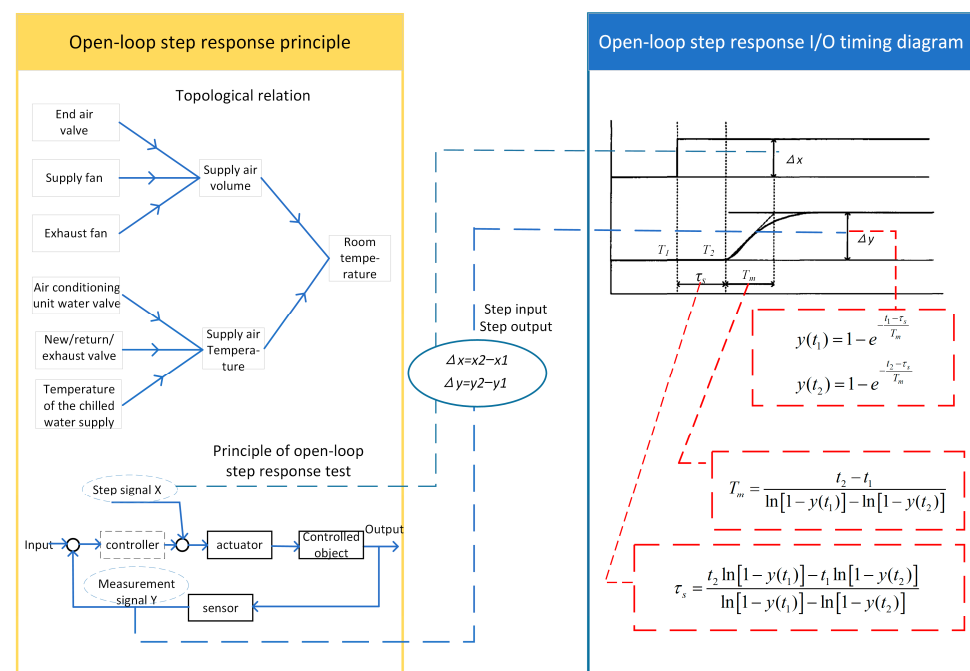 Open-loop step response principle
Topological relation
End air
valve
Supply fan
Exhaust fan
Supply air
volume
Air conditioning
unit water valve
New/return/
exhaust valve
Temperature
of the chilled
water supply
Supply air
Tempera-
ture
Room
tempe-
rature
Principle of open-loop
step response test
Step signal X
Input
controller
actuator
Controlled
object
Output
Measurement
signal Y
sensor
Step input
Step output
Δx=x2−x1
Δy=y2−y1
Open-loop step response I/O timing diagram
Δx
Δy
T₁
T₂
τₛ
Tₘ
y(t₁) = 1 − e^(−(t₁−τₛ)/Tₘ)
y(t₂) = 1 − e^(−(t₂−τₛ)/Tₘ)
Tₘ = (t₂ − t₁) / (ln[1 − y(t₁)] − ln[1 − y(t₂)])
τₛ = (t₂ ln[1 − y(t₁)] − t₁ ln[1 − y(t₂)]) / (ln[1 − y(t₁)] − ln[1 − y(t₂)])